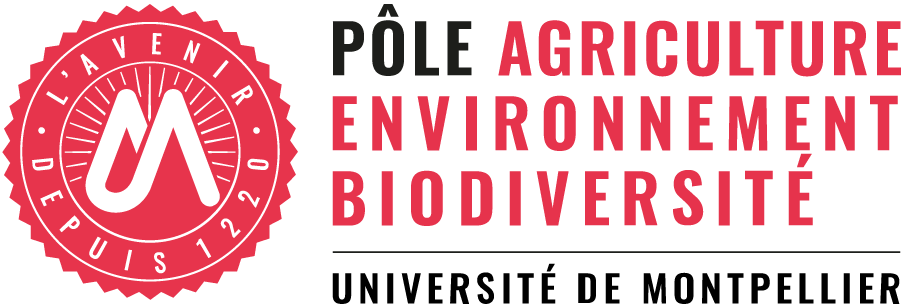 L'AVENIR
DEPUIS 1220
PÔLE AGRICULTURE
ENVIRONNEMENT
BIODIVERSITÉ
UNIVERSITÉ DE MONTPELLIER